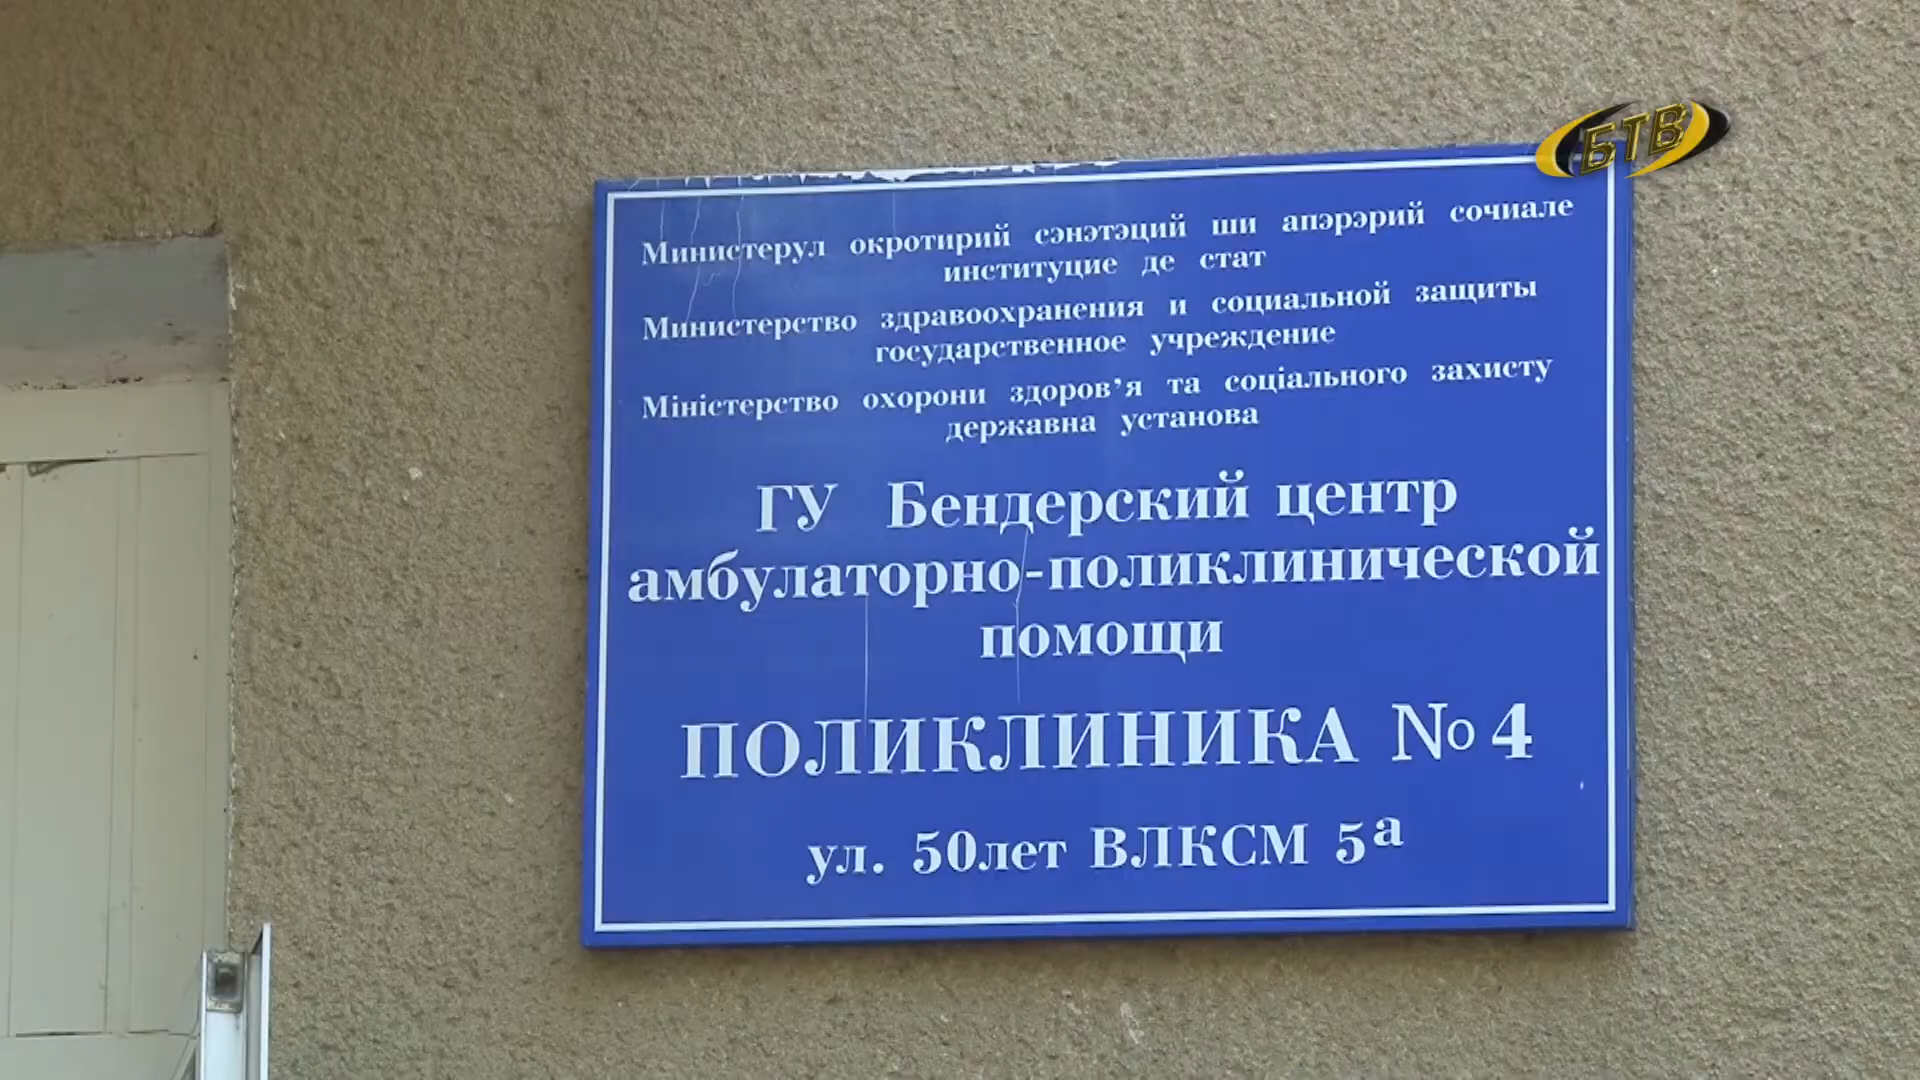 БТВ
Министерул окротирий сэнэтэций ши апэрэрий сочиале
институцие де стат
Министерство здравоохранения и социальной защиты
государственное учреждение
Міністерство охорони здоров'я та соціального захисту
державна установа
ГУ Бендерский центр
амбулаторно-поликлинической
помощи
ПОЛИКЛИНИКА №4
ул. 50лет ВЛКСМ 5а